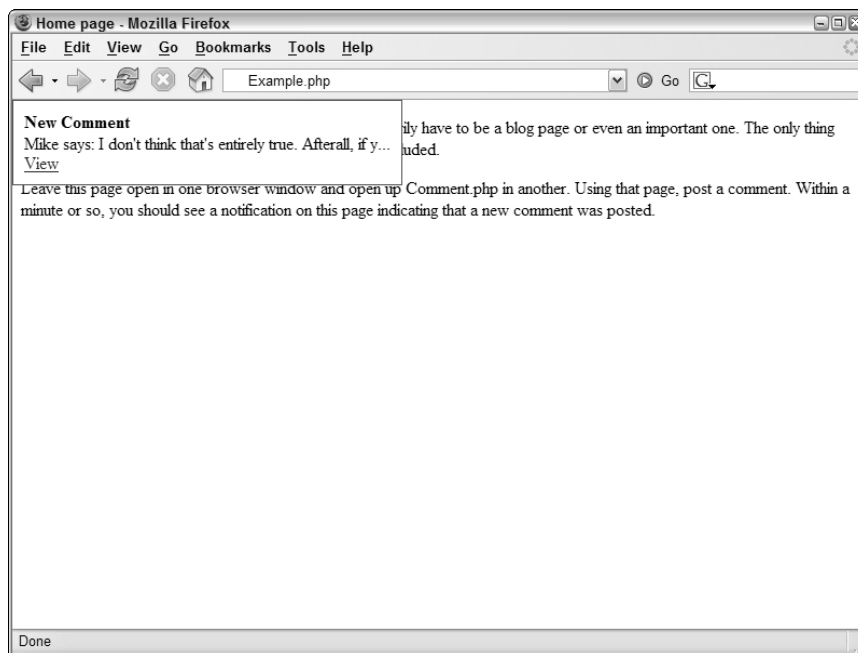 Home page - Mozilla Firefox
File Edit View Go Bookmarks Tools Help
Example.php Go G
New Comment
Mike says: I don't think that's entirely true. Afterall, if y...
View
ily have to be a blog page or even an important one. The only thing
uded.
Leave this page open in one browser window and open up Comment.php in another. Using that page, post a comment. Within a
minute or so, you should see a notification on this page indicating that a new comment was posted.
Done